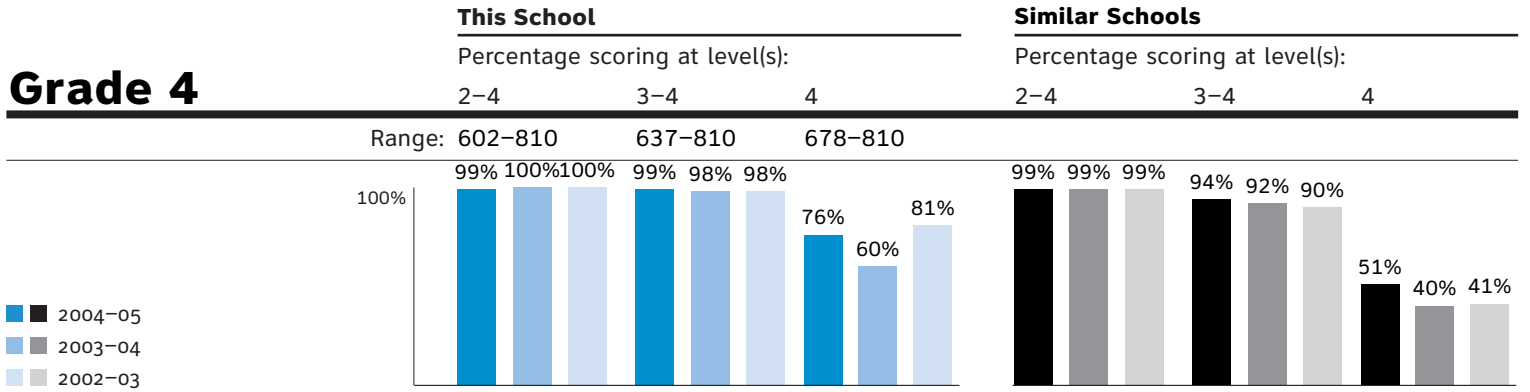 This School Similar Schools
Percentage scoring at level(s): Percentage scoring at level(s):
Grade 4 2–4 3–4 4 2–4 3–4 4
Range: 602–810 637–810 678–810
99% 100% 100% 99% 98% 98% 76% 60% 81% 99% 99% 99% 94% 92% 90% 51% 40% 41%
100%
2004–05
2003–04
2002–03